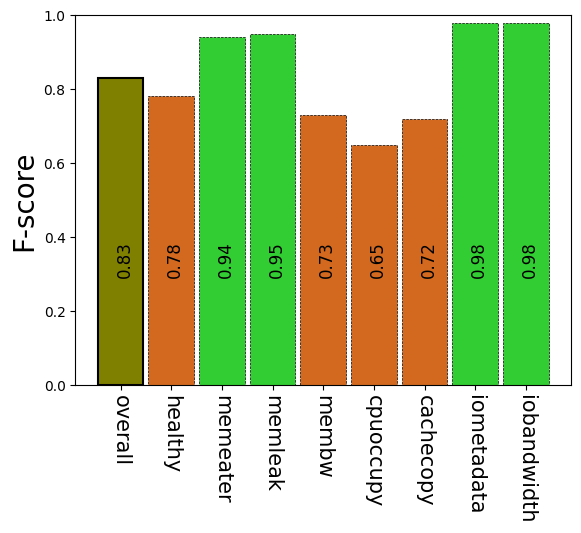 1.0
0.8
0.6
0.4
0.2
0.0
F-score
0.83
0.78
0.94
0.95
0.73
0.65
0.72
0.98
0.98
overall
healthy
memeater
memleak
membw
cpuoccupy
cachecopy
iometadata
iobandwidth